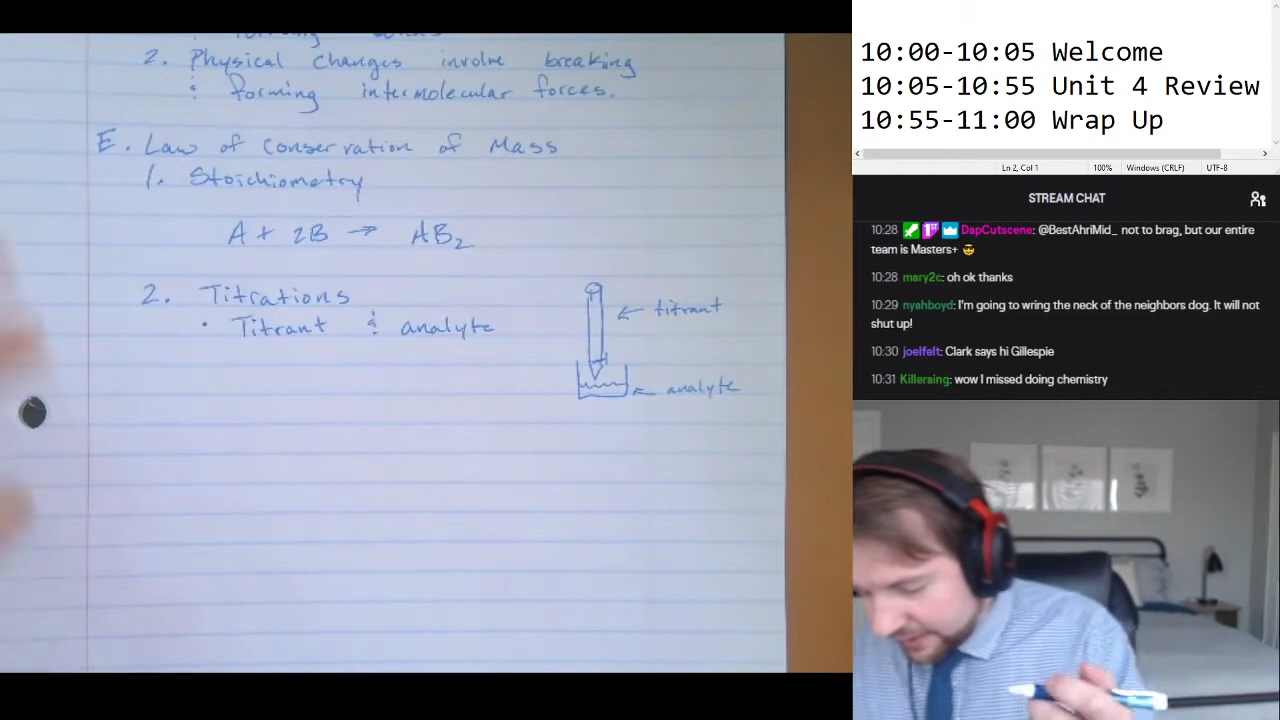 2. Physical changes involve breaking
& forming intermolecular forces.
E. Law of Conservation of Mass
1. Stoichiometry
A + 2B → AB₂
2. Titrations
• Titrant & analyte
← titrant
← analyte
10:00-10:05 Welcome
10:05-10:55 Unit 4 Review
10:55-11:00 Wrap Up
Ln 2, Col 1 100% Windows (CRLF) UTF-8
STREAM CHAT
10:28 DapCutscene: @BestAhriMid_ not to brag, but our entire
team is Masters+ 😎
10:28 mary2c: oh ok thanks
10:29 nyahboyd: I'm going to wring the neck of the neighbors dog. It will not
shut up!
10:30 joelfelt: Clark says hi Gillespie
10:31 Killeraing: wow I missed doing chemistry